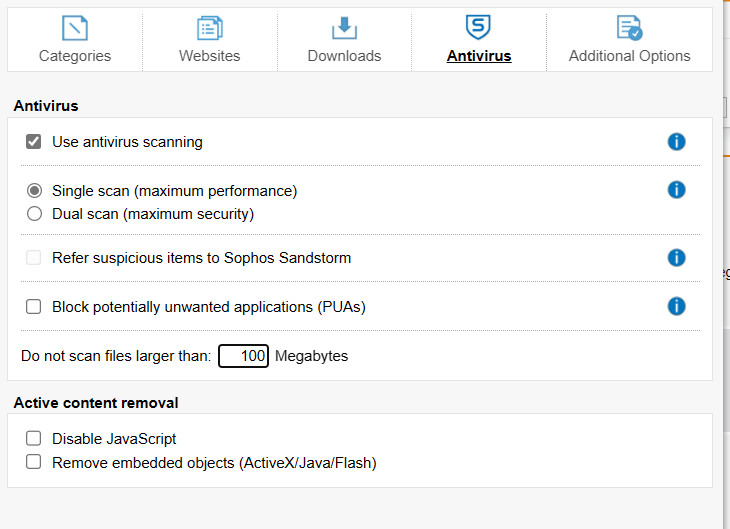 Categories
Websites
Downloads
Antivirus
Additional Options
Antivirus
Use antivirus scanning
Single scan (maximum performance)
Dual scan (maximum security)
Refer suspicious items to Sophos Sandstorm
Block potentially unwanted applications (PUAs)
Do not scan files larger than: 100 Megabytes
Active content removal
Disable JavaScript
Remove embedded objects (ActiveX/Java/Flash)